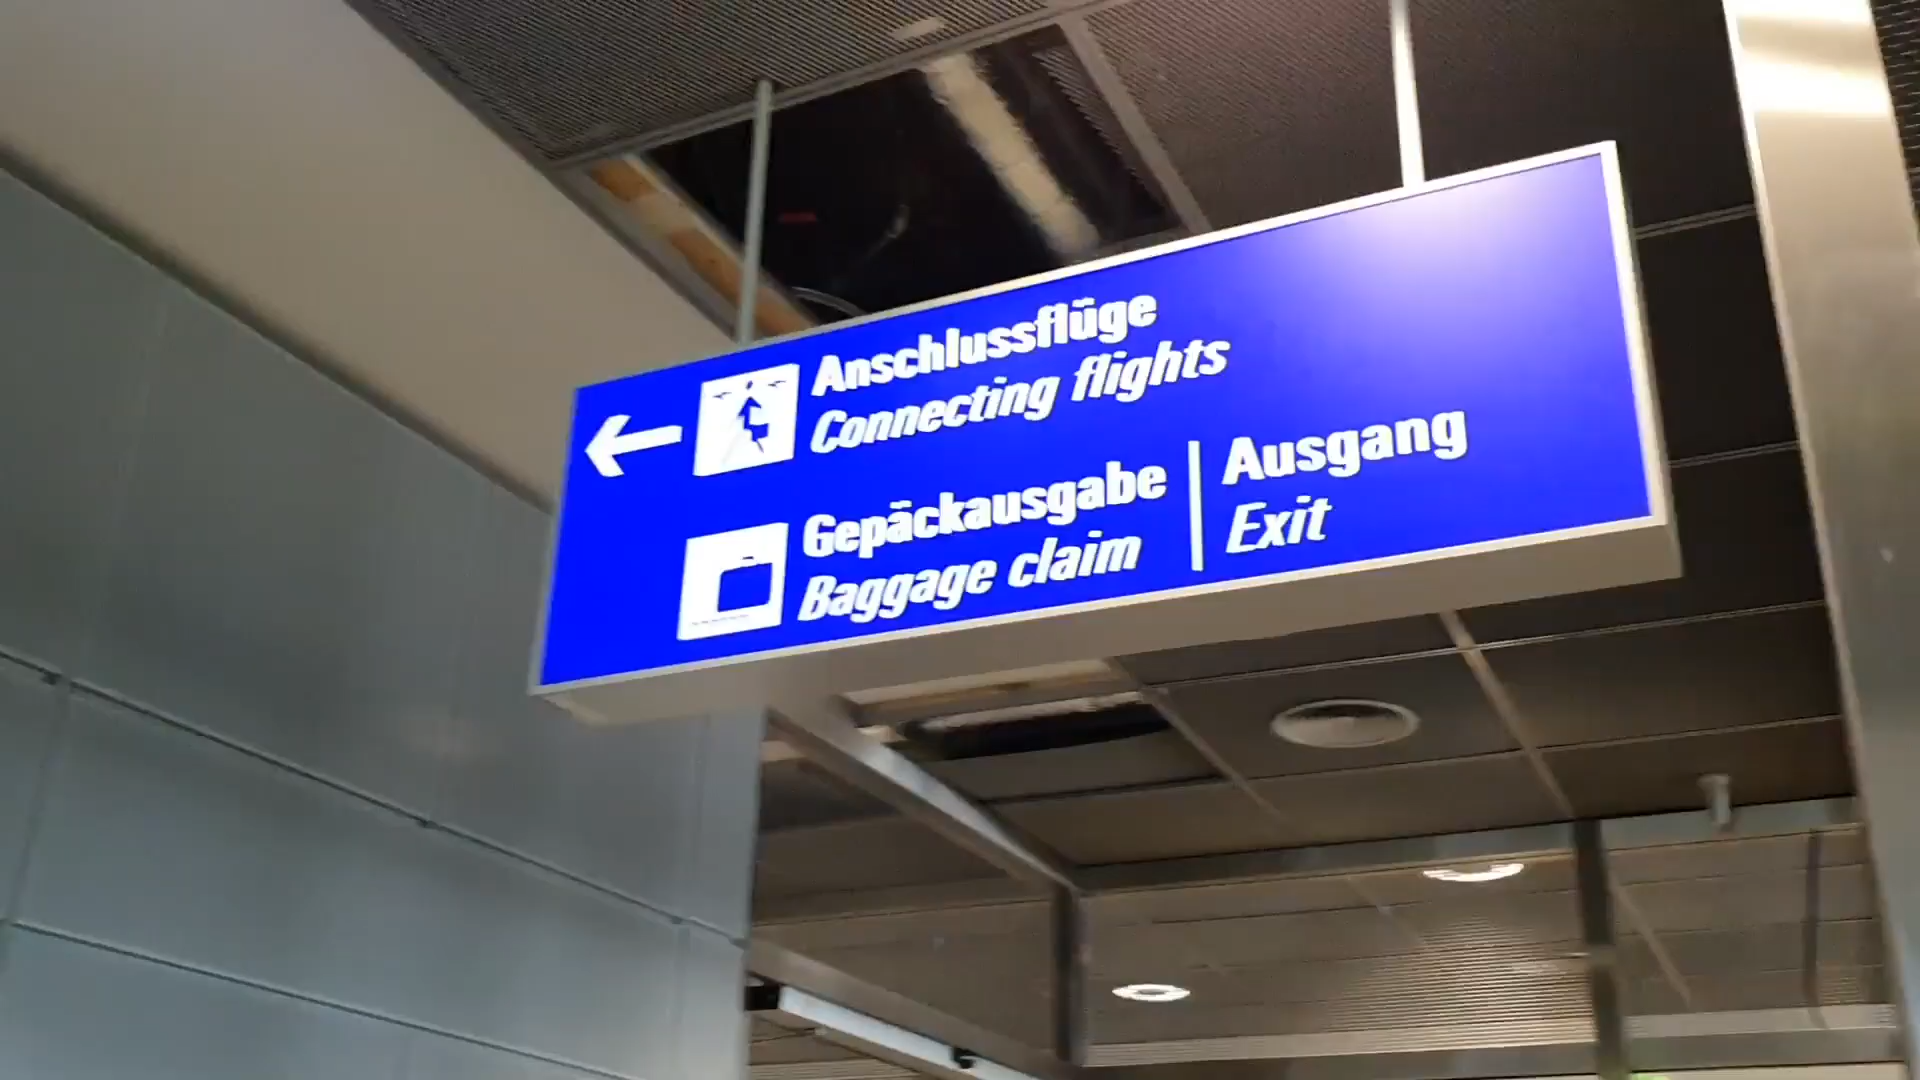 Anschlussflüge
Connecting flights
Gepäckausgabe
Baggage claim
Ausgang
Exit